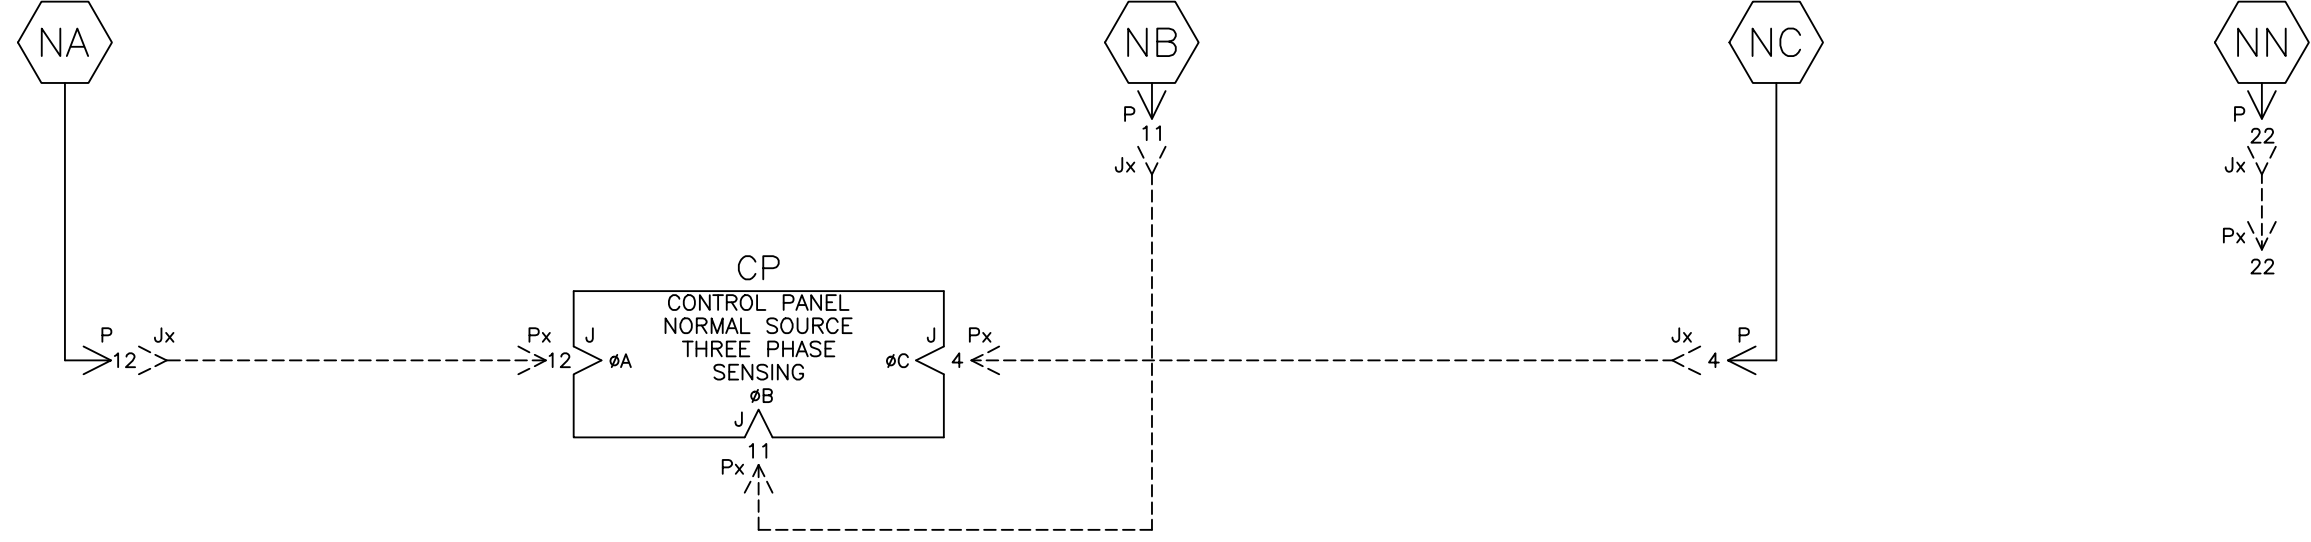 NA
NB
NC
NN
P
P
11
22
Jx
Jx
Px
22
CP
CONTROL PANEL
NORMAL SOURCE
THREE PHASE
SENSING
P
Jx
Px
J
J
Px
Jx
P
12
12
øA
øC
4
4
øB
J
11
Px